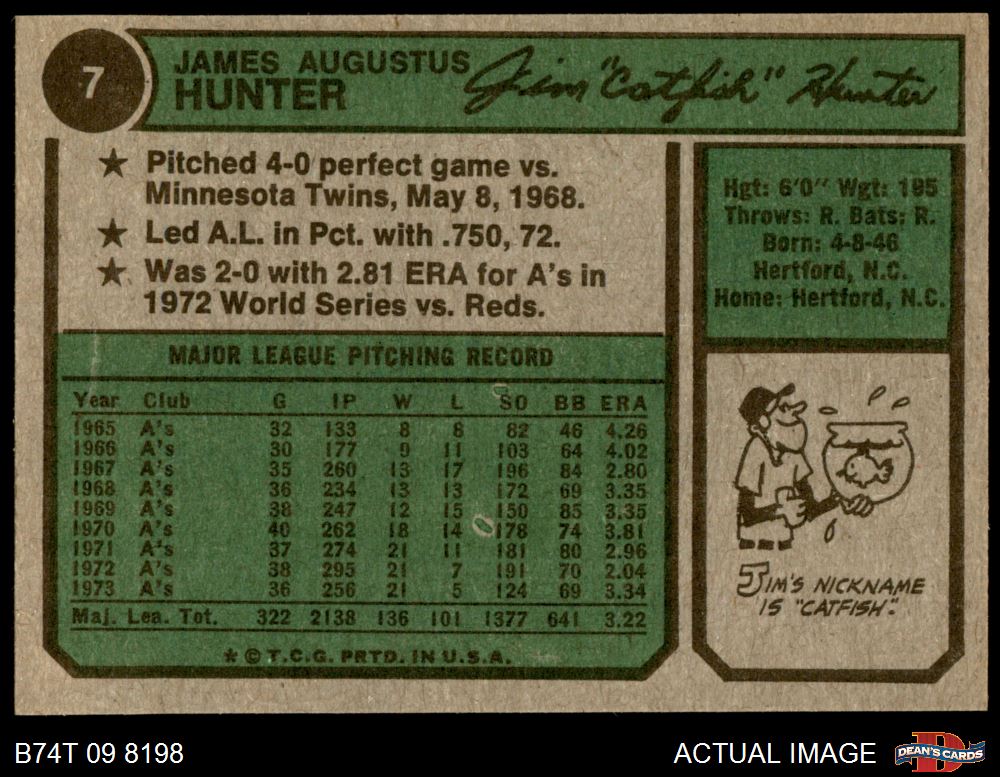 7
JAMES AUGUSTUS
HUNTER
Jim "Catfish" Hunter
★ Pitched 4-0 perfect game vs.
Minnesota Twins, May 8, 1968.
★ Led A.L. in Pct. with .750, 72.
★ Was 2-0 with 2.81 ERA for A's in
1972 World Series vs. Reds.
Hgt: 6'0" Wgt: 195
Throws: R. Bats: R.
Born: 4-8-46
Hertford, N.C.
Home: Hertford, N.C.
MAJOR LEAGUE PITCHING RECORD
Year Club G IP W L SO BB ERA
1965 A's 32 133 8 8 82 46 4.26
1966 A's 30 177 9 11 103 64 4.02
1967 A's 35 260 13 17 196 84 2.80
1968 A's 36 234 13 13 172 69 3.35
1969 A's 38 247 12 15 150 85 3.35
1970 A's 40 262 18 14 178 74 3.81
1971 A's 37 274 21 11 181 80 2.96
1972 A's 38 295 21 7 191 70 2.04
1973 A's 36 256 21 5 124 69 3.34
Maj. Lea. Tot. 322 2138 136 101 1377 641 3.22
* © T.C.G. PRTD. IN U.S.A.
JIM'S NICKNAME
IS "CATFISH".
B74T 09 8198
ACTUAL IMAGE
DEAN'S CARDS